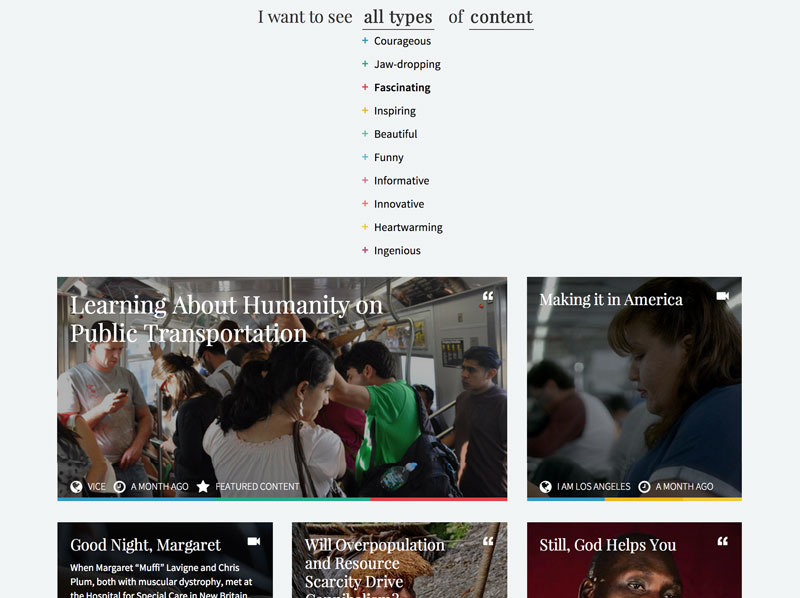 I want to see all types of content
+ Courageous
+ Jaw-dropping
+ Fascinating
+ Inspiring
+ Beautiful
+ Funny
+ Informative
+ Innovative
+ Heartwarming
+ Ingenious
Learning About Humanity on
Public Transportation
VICE A MONTH AGO FEATURED CONTENT
Making it in America
I AM LOS ANGELES A MONTH AGO
Good Night, Margaret
When Margaret “Muffi” Lavigne and Chris
Plum, both with muscular dystrophy, met at
the Hospital for Special Care in New Britain
Will Overpopulation
and Resource
Scarcity Drive
Cannibalism?
Still, God Helps You